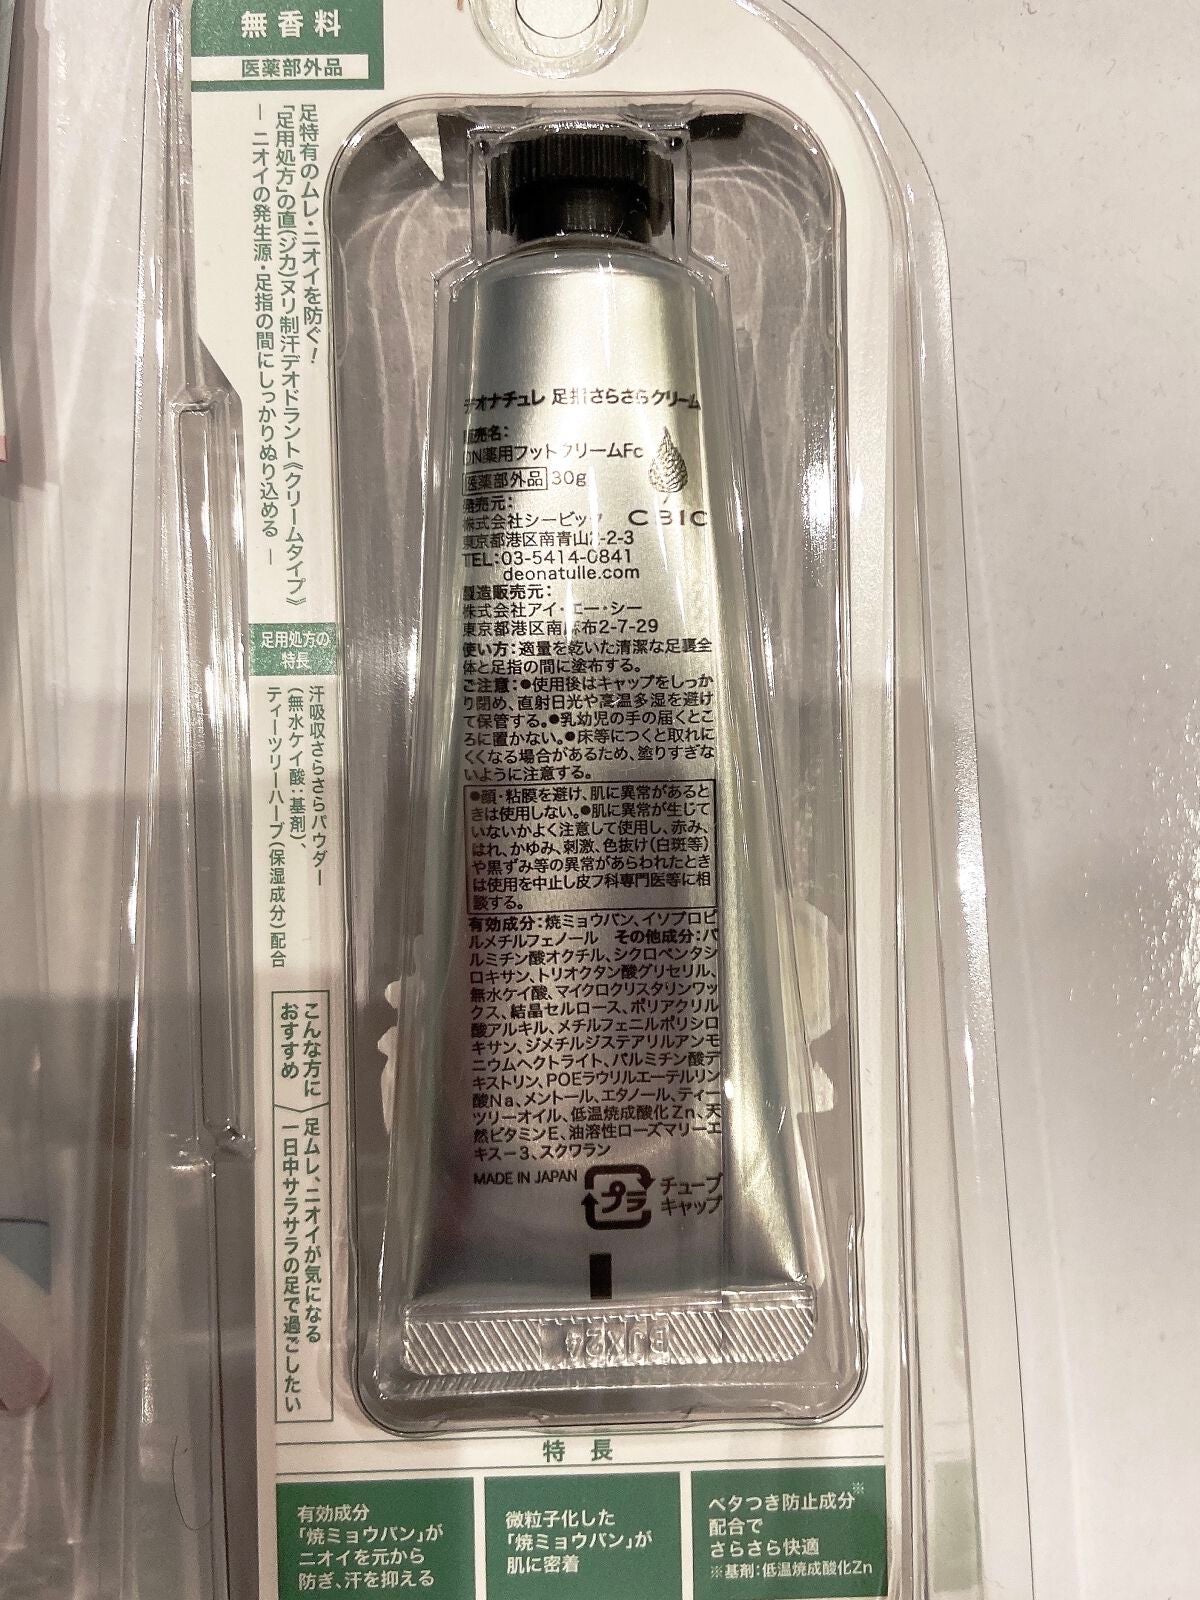 無香料
医薬部外品
足特有のムレ・ニオイを防ぐ!
「足用処方」の直(ジカ)ヌリ制汗デオドラント《クリームタイプ》
― ニオイの発生源・足指の間にしっかりぬり込める ―
足用処方の
特長
汗吸収さらさらパウダー
(無水ケイ酸:基剤)、
ティーツリーハーブ(保湿成分)配合
こんな方に
おすすめ
足ムレ、ニオイが気になる
一日中サラサラの足で過ごしたい
デオナチュレ 足指さらさらクリーム
販売名:
DN薬用フットクリームFc
医薬部外品 30g
発売元:
株式会社シービック CBIC
東京都港区南青山2-2-3
TEL:03-5414-0841
deonatulle.com
製造販売元:
株式会社アイ・エー・シー
東京都港区南麻布2-7-29
使い方:適量を乾いた清潔な足裏全
体と足指の間に塗布する。
ご注意:●使用後はキャップをしっか
り閉め、直射日光や高温多湿を避け
て保管する。●乳幼児の手の届くとこ
ろに置かない。●床等につくと取れに
くくなる場合があるため、塗りすぎな
いように注意する。
●顔・粘膜を避け、肌に異常があると
きは使用しない。●肌に異常が生じて
いないかよく注意して使用し、赤み、
はれ、かゆみ、刺激、色抜け(白斑等)
や黒ずみ等の異常があらわれたとき
は使用を中止し皮フ科専門医等に相
談する。
有効成分:焼ミョウバン、イソプロピ
ルメチルフェノール その他成分:パ
ルミチン酸オクチル、シクロペンタシ
ロキサン、トリオクタン酸グリセリル、
無水ケイ酸、マイクロクリスタリンワッ
クス、結晶セルロース、ポリアクリル
酸アルキル、メチルフェニルポリシロ
キサン、ジメチルジステアリルアンモ
ニウムヘクトライト、パルミチン酸デ
キストリン、POEラウリルエーテルリン
酸Na、メントール、エタノール、ティー
ツリーオイル、低温焼成酸化Zn、天
然ビタミンE、油溶性ローズマリーエ
キス-3、スクワラン
MADE IN JAPAN
プラ
チューブ
キャップ
BJX24
特長
有効成分
「焼ミョウバン」が
ニオイを元から
防ぎ、汗を抑える
微粒子化した
「焼ミョウバン」が
肌に密着
ベタつき防止成分※
配合で
さらさら快適
※基剤:低温焼成酸化Zn